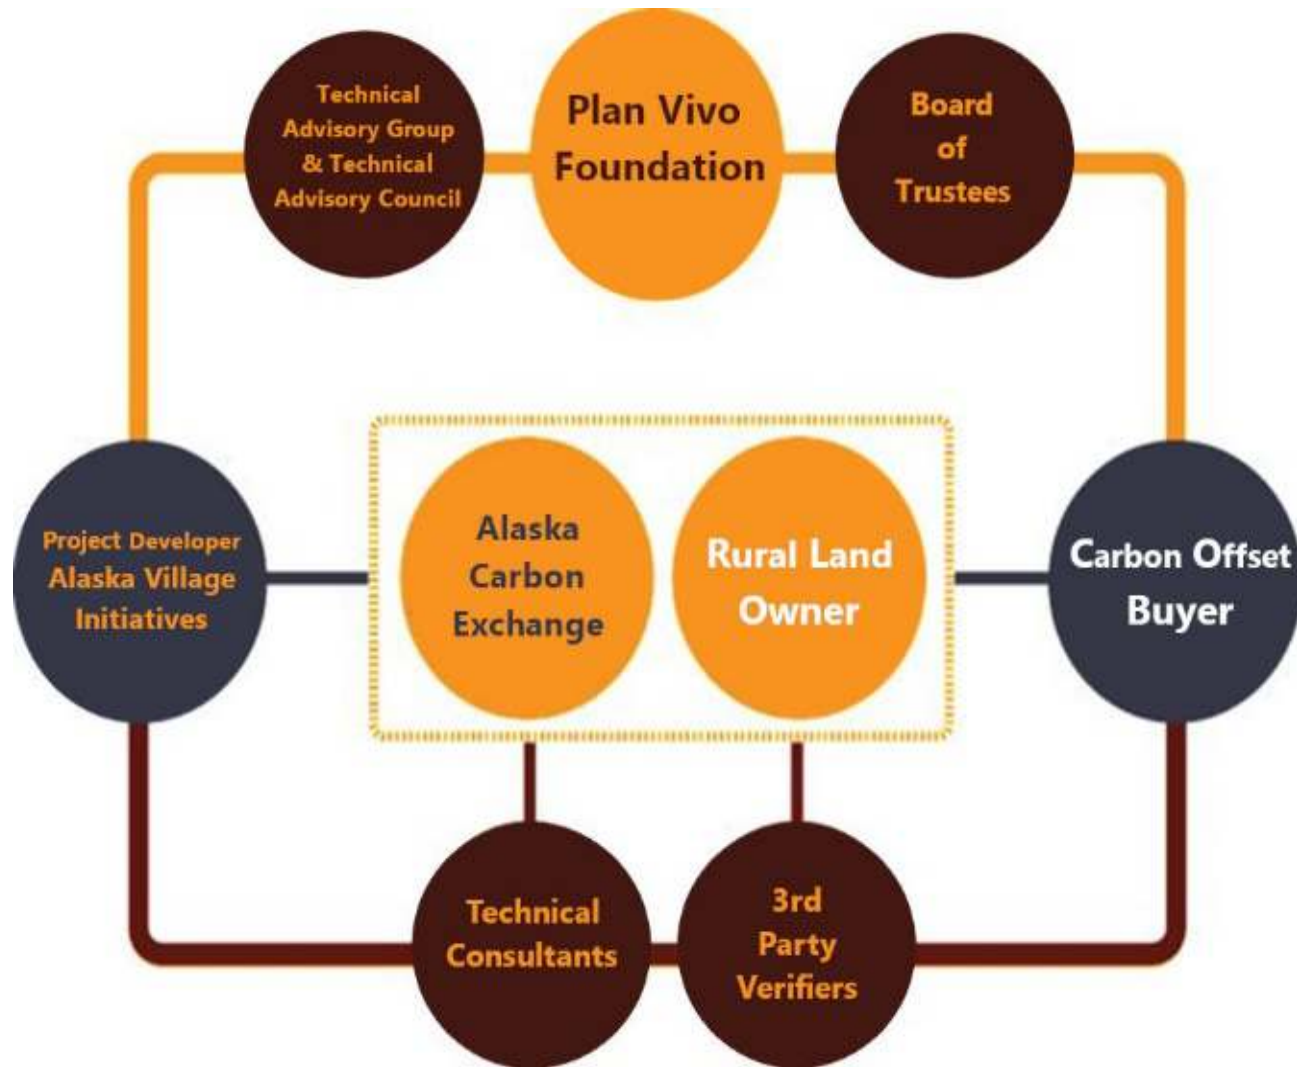 Technical
Advisory Group
& Technical
Advisory Council
Plan Vivo
Foundation
Board
of
Trustees
Project Developer
Alaska Village
Initiatives
Alaska
Carbon
Exchange
Rural Land
Owner
Carbon Offset
Buyer
Technical
Consultants
3rd
Party
Verifiers